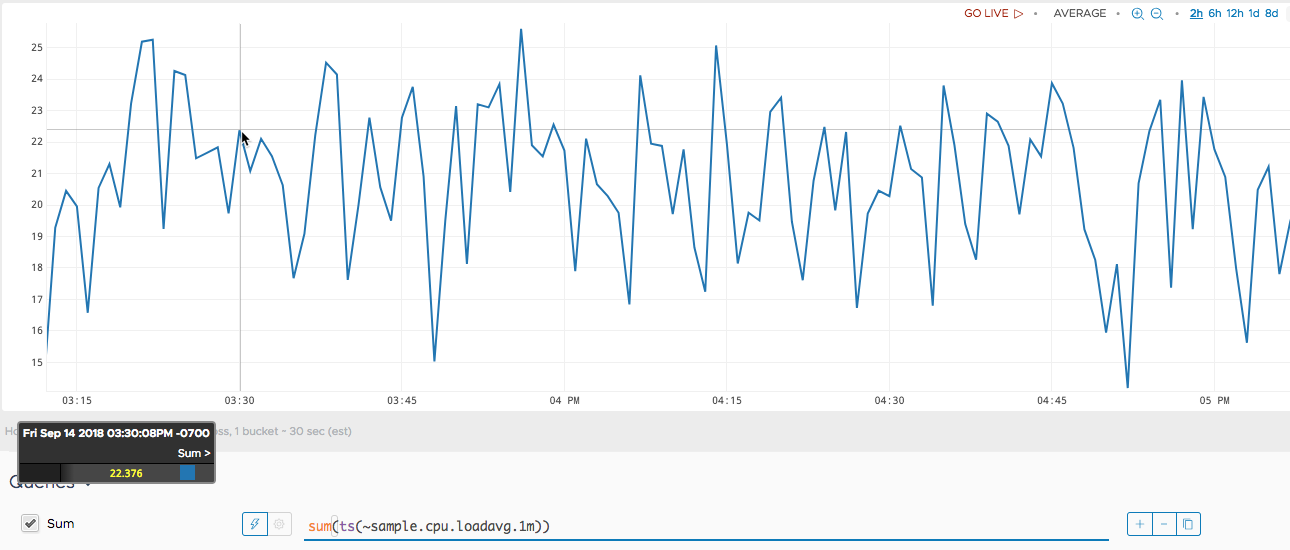 GO LIVE • AVERAGE • • 2h 6h 12h 1d 8d
25
24
23
22
21
20
19
18
17
16
15
03:15 03:30 03:45 04 PM 04:15 04:30 04:45 05 PM
1 bucket ~ 30 sec (est)
Fri Sep 14 2018 03:30:08PM -0700
Sum >
22.376
Queries
Sum
sum(ts(~sample.cpu.loadavg.1m))